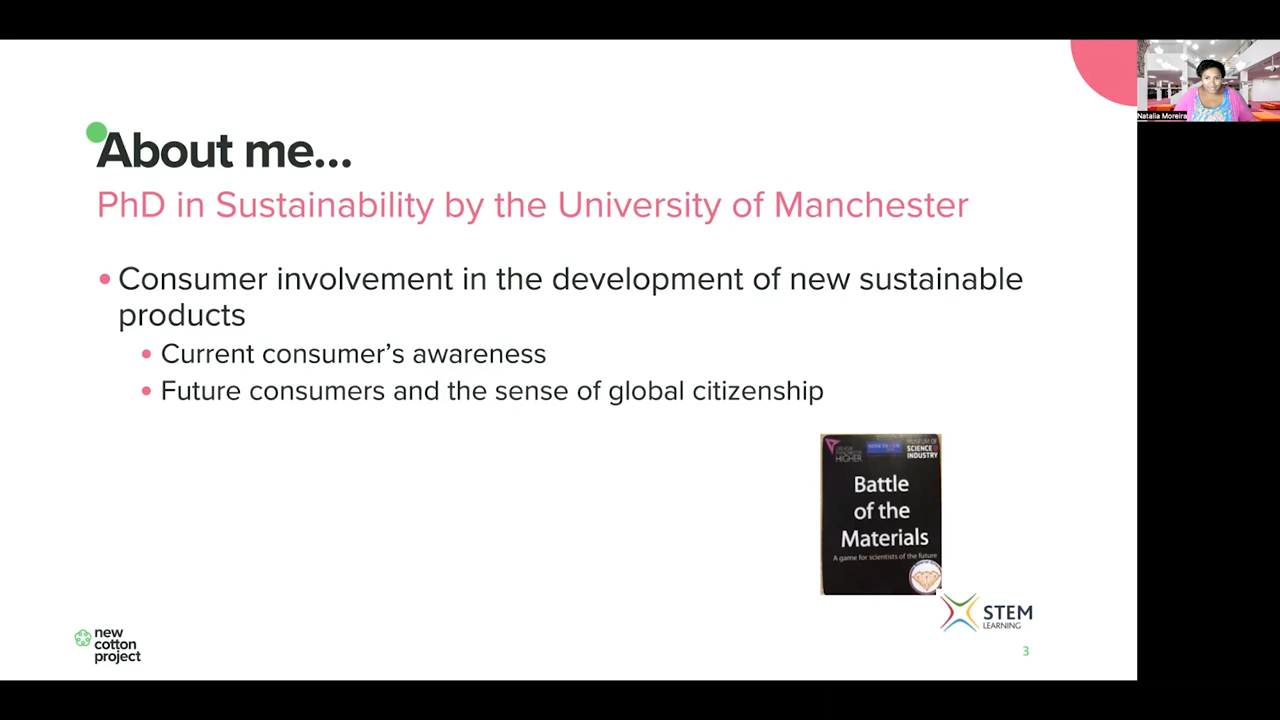 About me...
PhD in Sustainability by the University of Manchester
Consumer involvement in the development of new sustainable
products
Current consumer's awareness
Future consumers and the sense of global citizenship
HIGHER
MUSEUM OF
SCIENCE &
INDUSTRY
Battle
of the
Materials
A game for scientists of the future
STEM
LEARNING
new
cotton
project
3
Natalia Moreira